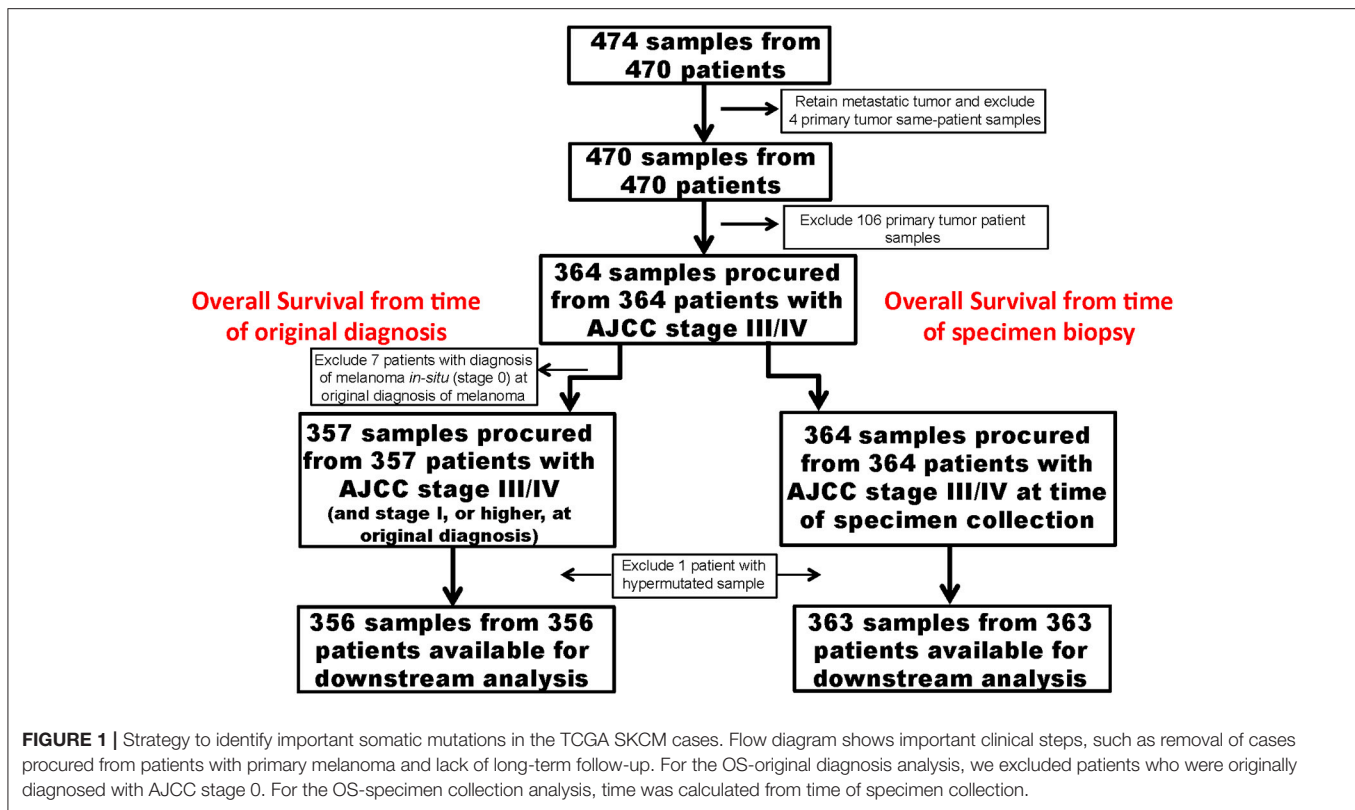 474 samples from
470 patients
Retain metastatic tumor and exclude
4 primary tumor same-patient samples
470 samples from
470 patients
Exclude 106 primary tumor patient
samples
364 samples procured
from 364 patients with
AJCC stage III/IV
Overall Survival from time
of original diagnosis
Overall Survival from time
of specimen biopsy
Exclude 7 patients with diagnosis
of melanoma in-situ (stage 0) at
original diagnosis of melanoma
357 samples procured
from 357 patients with
AJCC stage III/IV
(and stage I, or higher, at
original diagnosis)
364 samples procured
from 364 patients with
AJCC stage III/IV at time
of specimen collection
Exclude 1 patient with
hypermutated sample
356 samples from 356
patients available for
downstream analysis
363 samples from 363
patients available for
downstream analysis
FIGURE 1 | Strategy to identify important somatic mutations in the TCGA SKCM cases. Flow diagram shows important clinical steps, such as removal of cases
procured from patients with primary melanoma and lack of long-term follow-up. For the OS-original diagnosis analysis, we excluded patients who were originally
diagnosed with AJCC stage 0. For the OS-specimen collection analysis, time was calculated from time of specimen collection.